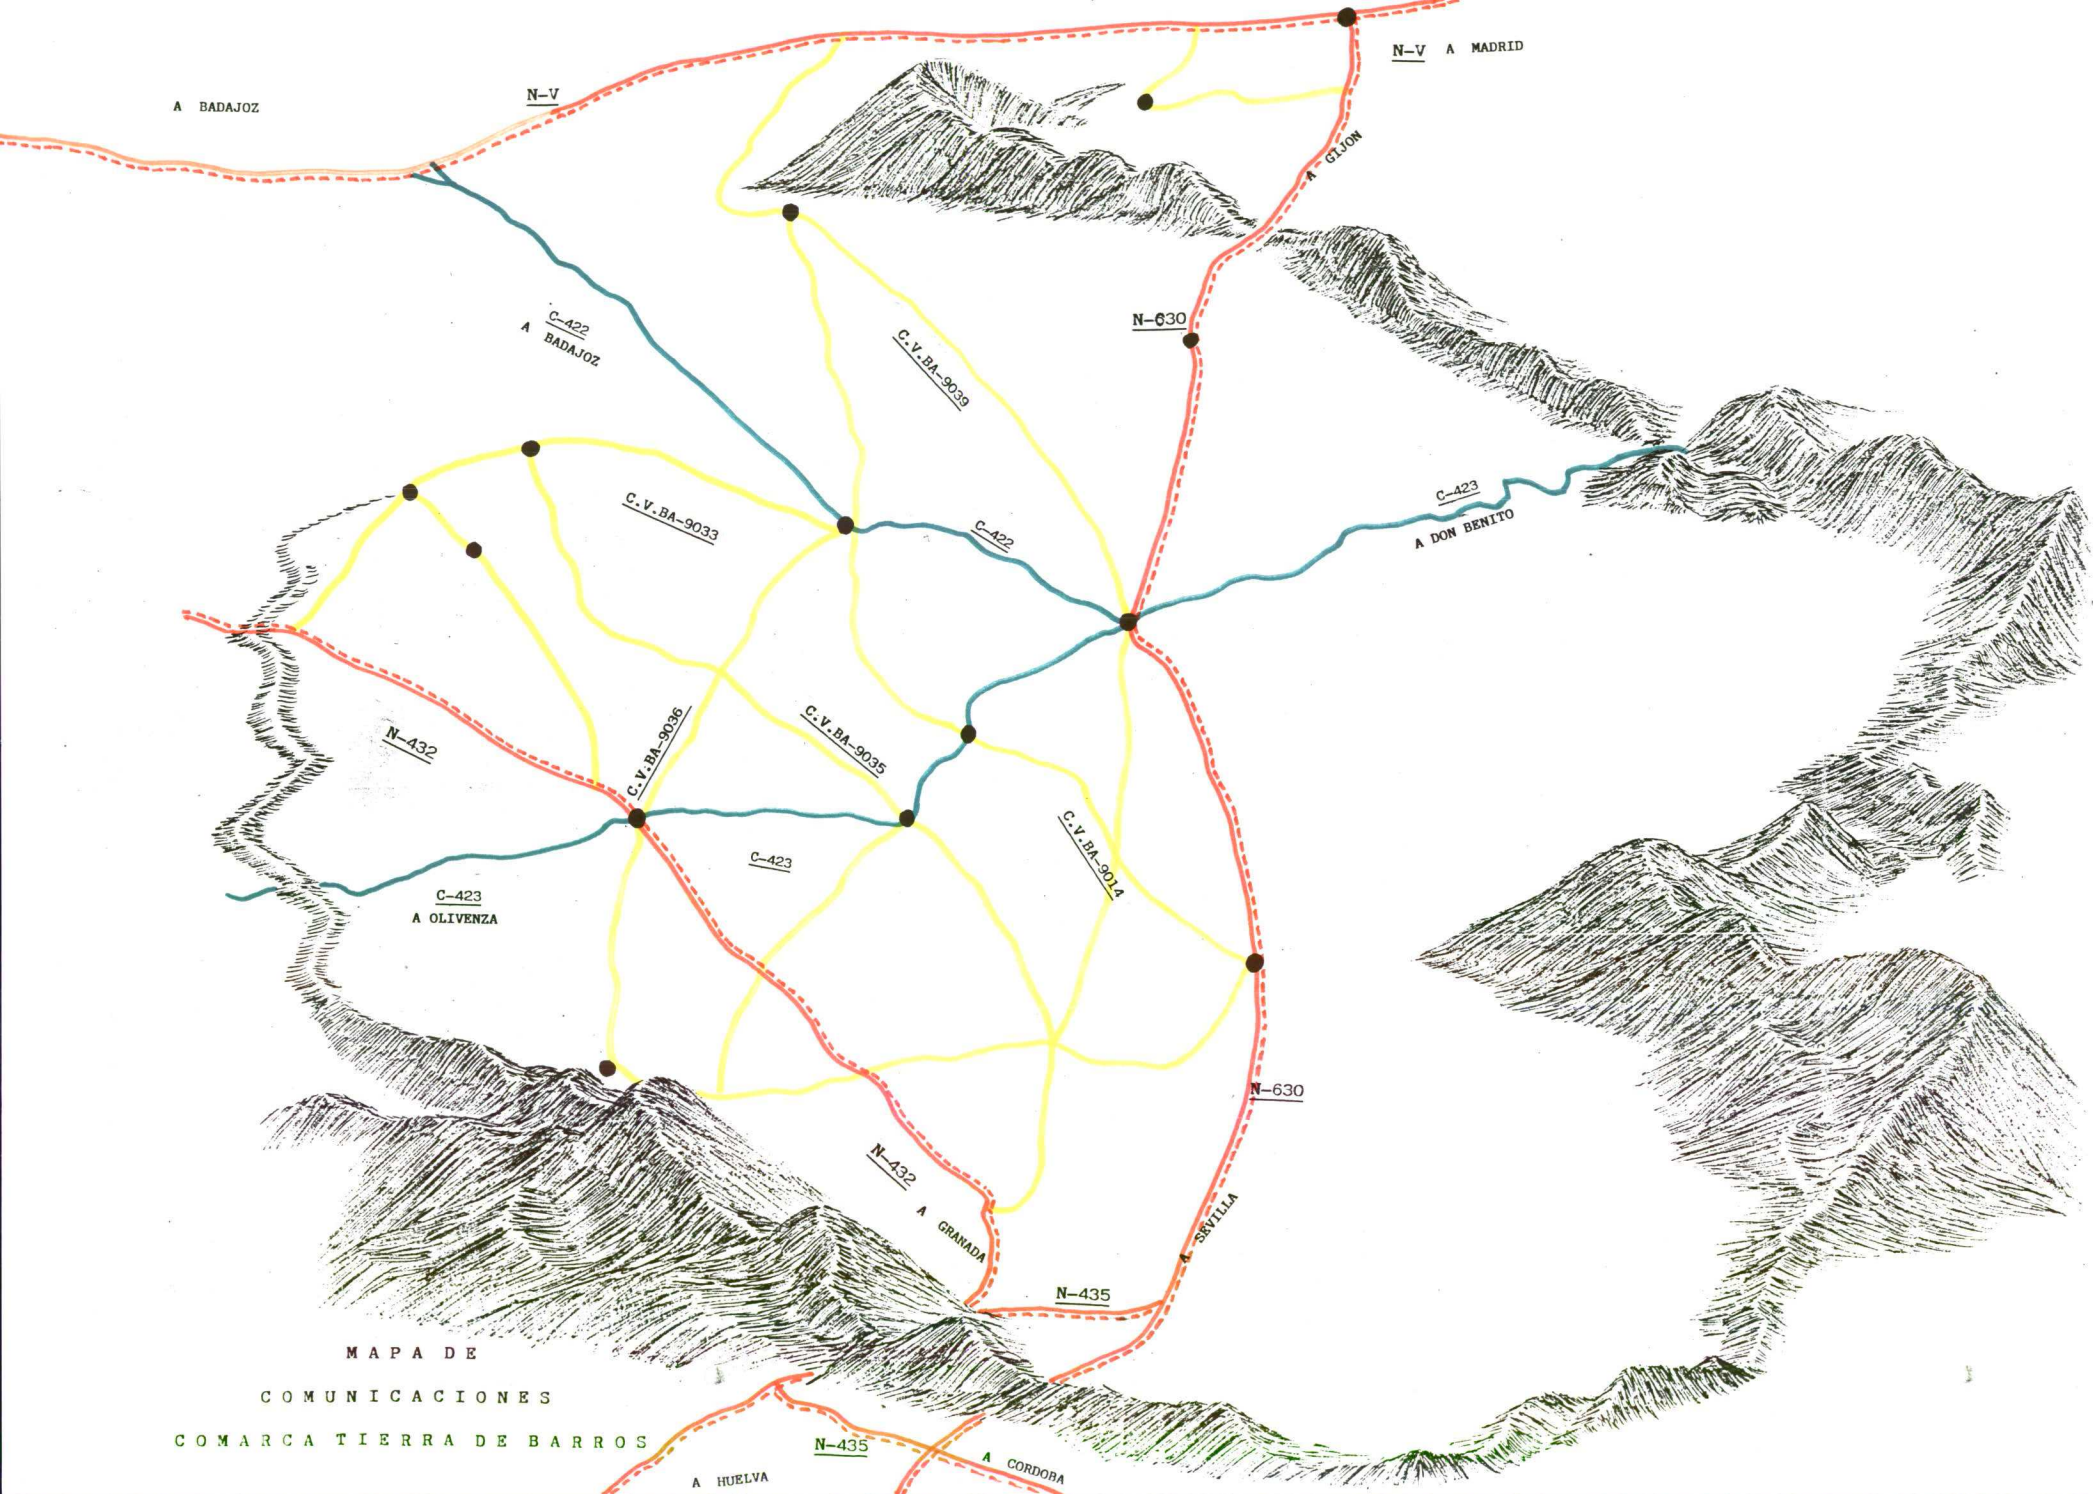 N-V A MADRID
A BADAJOZ
N-V
A GIJON
C-422
A BADAJOZ
N-630
C.V.BA-9039
C.V.BA-9033
C-422
C-423
A DON BENITO
N-432
C.V.BA-9036
C.V.BA-9035
C.V.BA-9014
C-423
C-423
A OLIVENZA
N-630
N-432
A GRANADA
A SEVILLA
N-435
MAPA DE
COMUNICACIONES
COMARCA TIERRA DE BARROS
N-435
A HUELVA
A CORDOBA